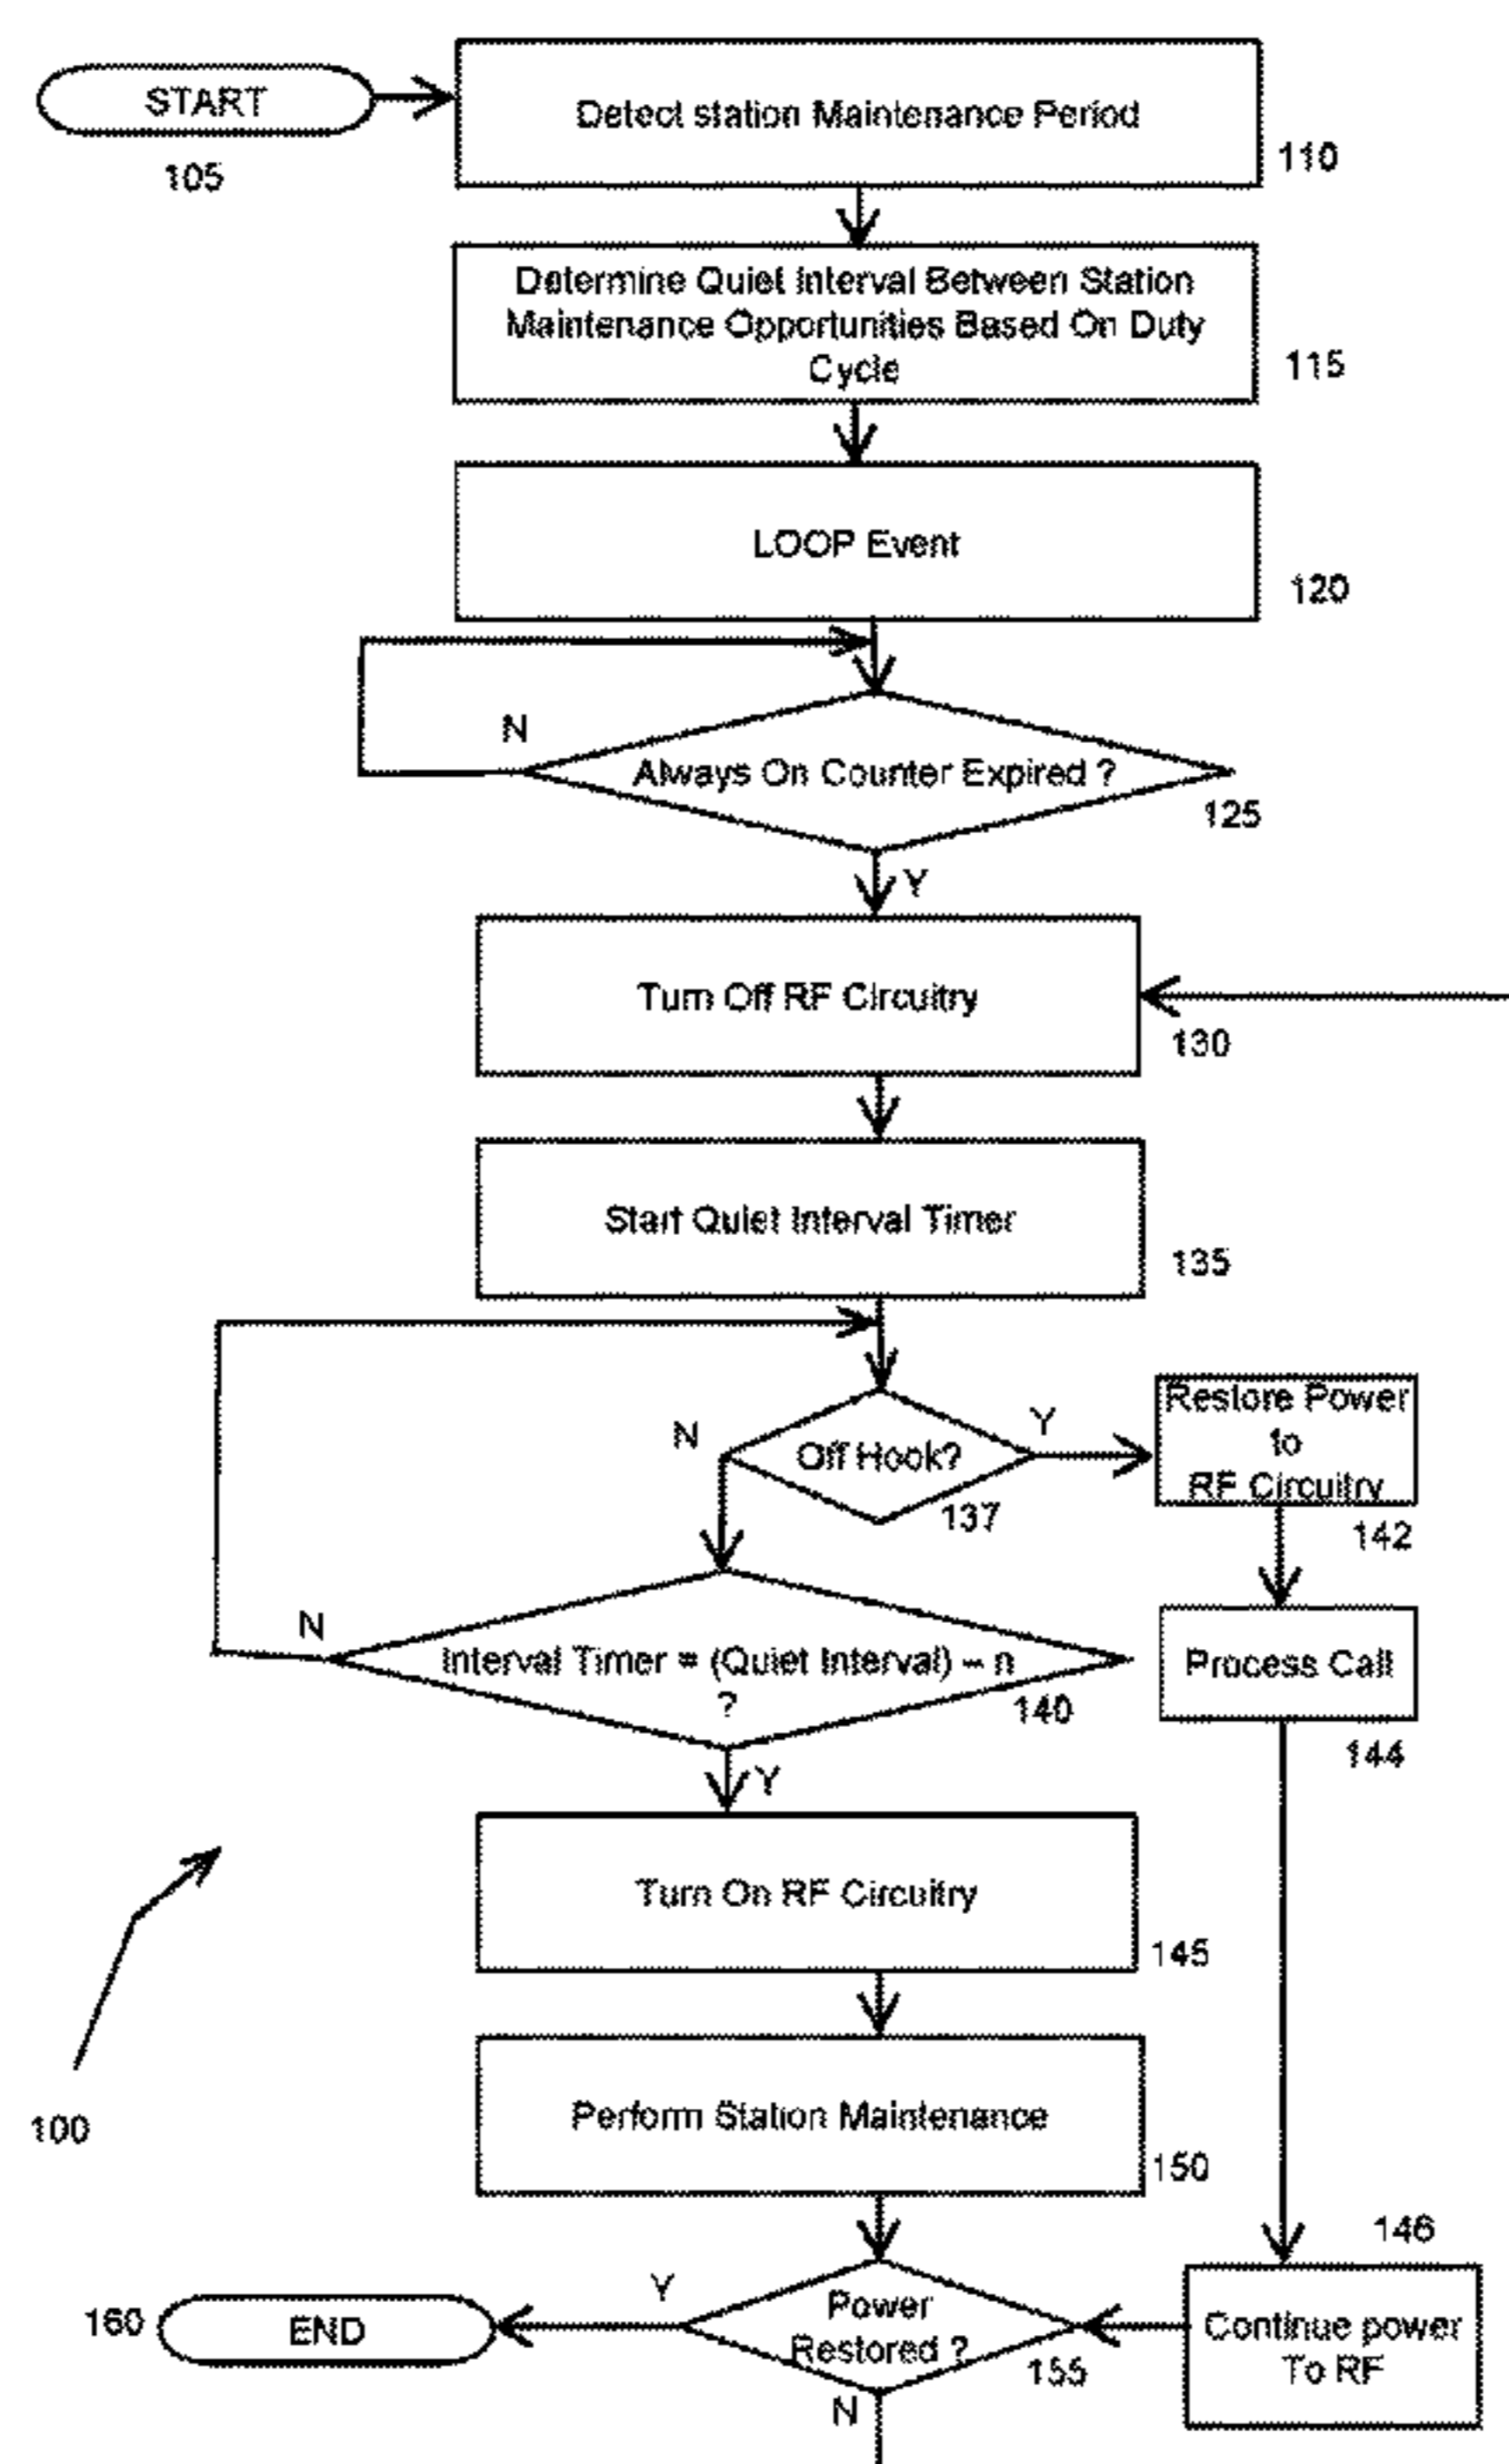 START
105
Detect station Maintenance Period
110
Determine Quiet Interval Between Station
Maintenance Opportunities Based On Duty
Cycle
115
LOOP Event
120
N
Always On Counter Expired ?
125
Y
Turn Off RF Circuitry
130
Start Quiet Interval Timer
135
N
Off Hook?
Y
137
Restore Power
to
RF Circuitry
142
N
Interval Timer = (Quiet Interval) – n
?
140
Process Call
144
Y
Turn On RF Circuitry
145
100
Perform Station Maintenance
150
146
160
END
Y
Power
Restored ?
155
Continue power
To RF
N